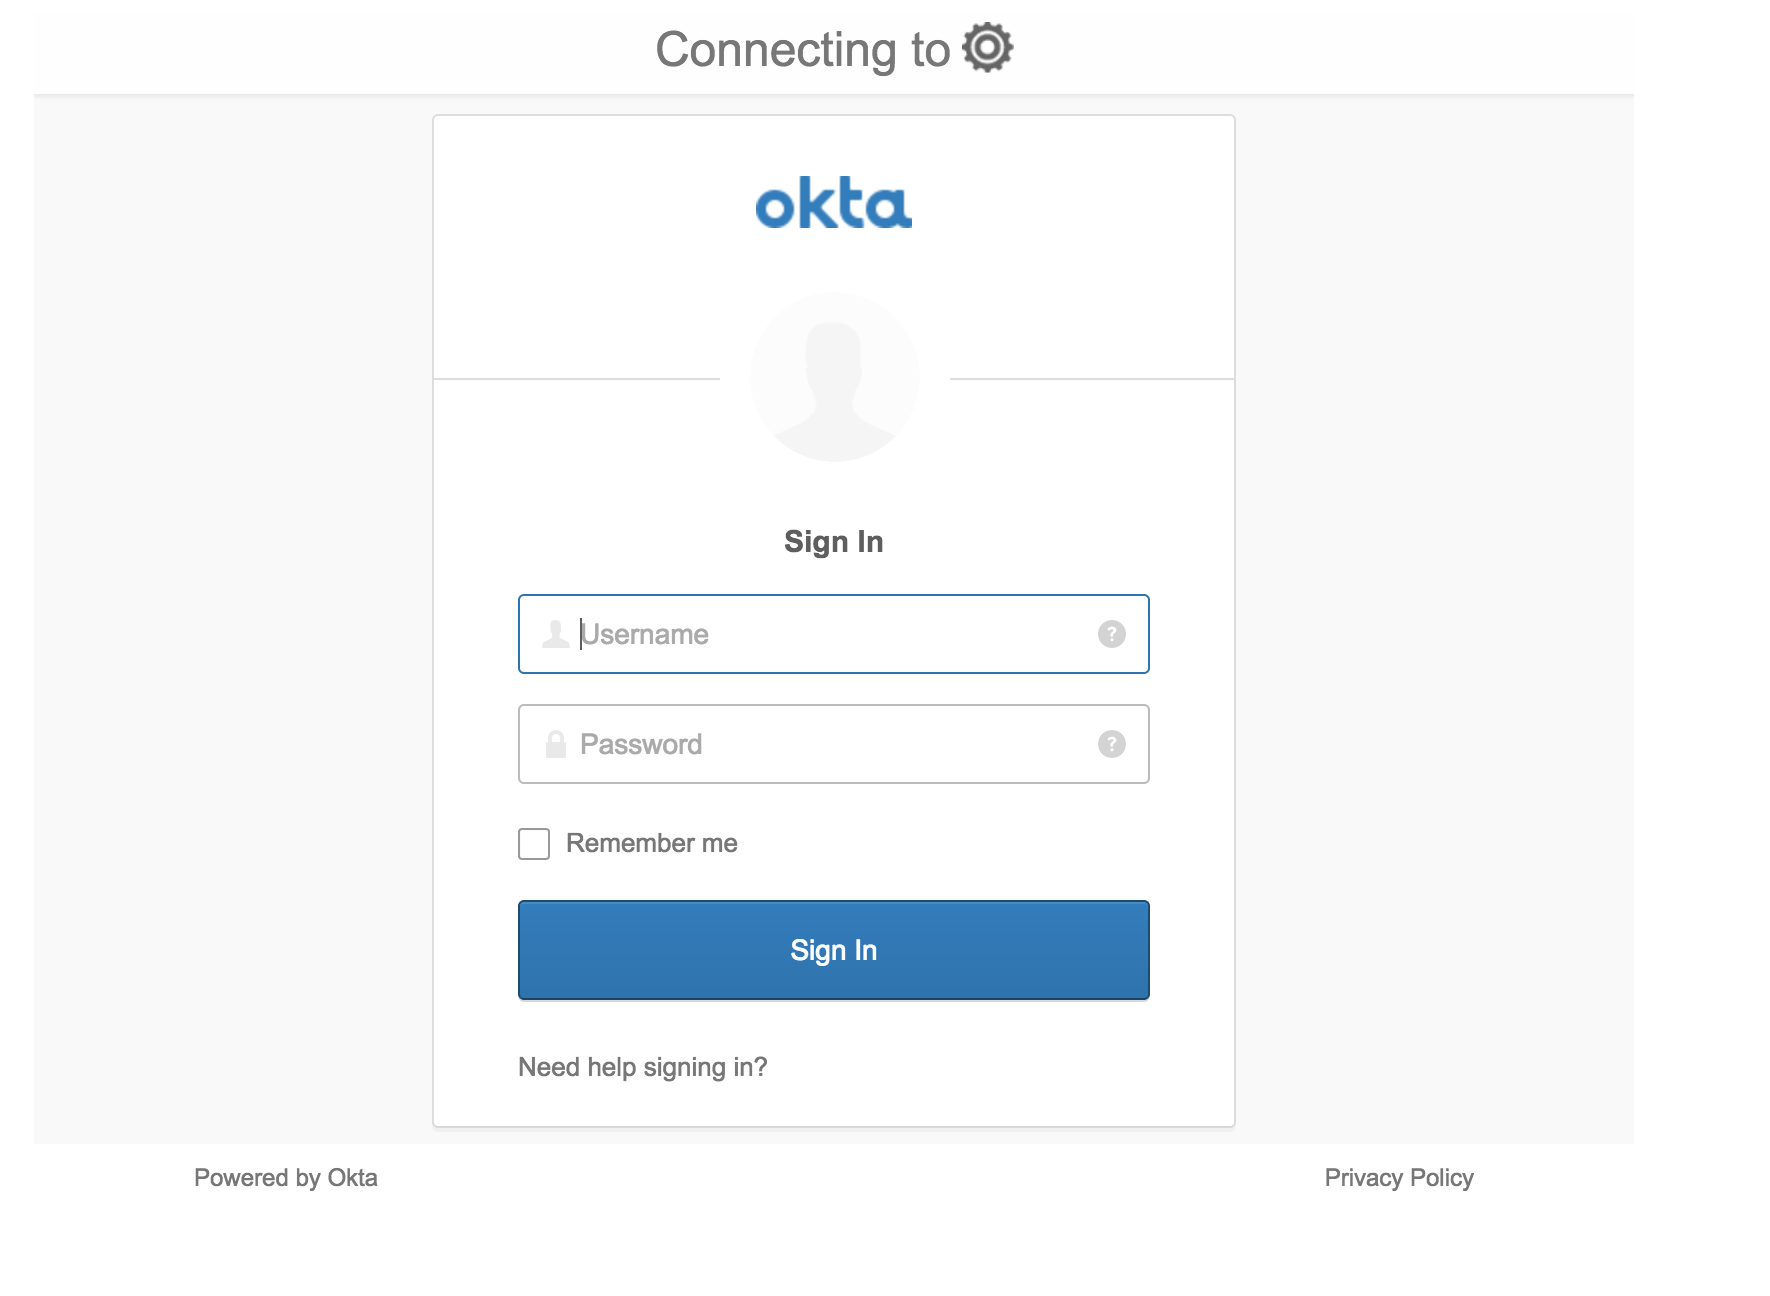 Connecting to
okta
Sign In
Username
?
Password
?
Remember me
Sign In
Need help signing in?
Powered by Okta
Privacy Policy